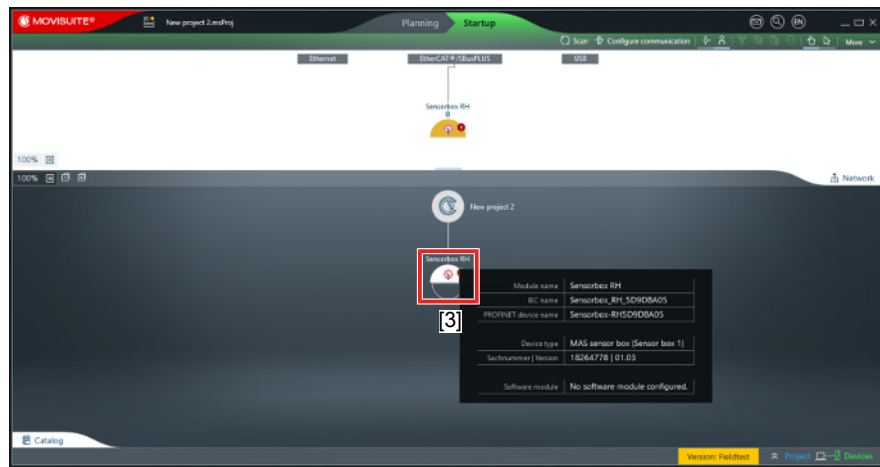 MOVISUITE®
New project 2.msProj
Planning
Startup
EN
Scan
Configure communication
More
Ethernet
EtherCAT®/SBusPLUS
USB
Sensorbox RH
0
100%
100%
Network
New project 2
Sensorbox RH
[3]
Module name Sensorbox RH
IEC name Sensorbox_RH_5D9DBA05
PROFINET device name Sensorbox-RH5D9DBA05
Device type MAS sensor box (Sensor box 1)
Sachnummer | Version 18264778 | 01.03
Software module No software module configured.
Catalog
Version: Fieldtest
Project
Devices